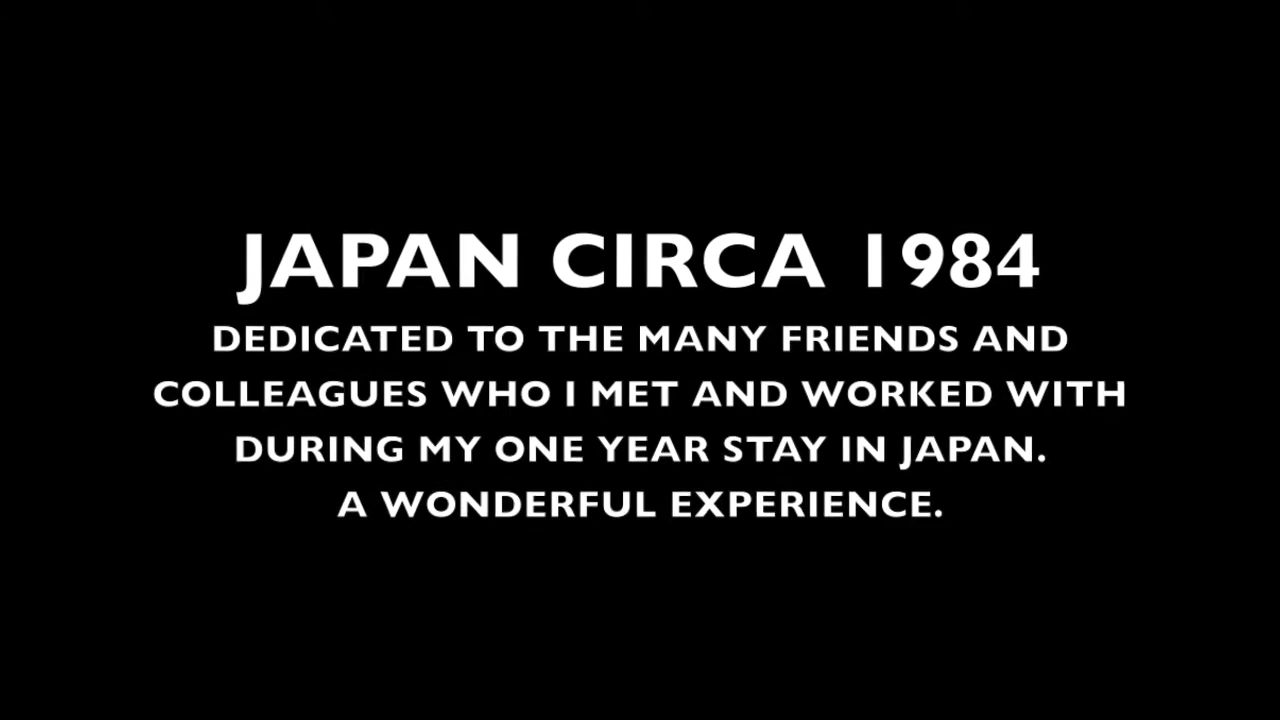 JAPAN CIRCA 1984
DEDICATED TO THE MANY FRIENDS AND
COLLEAGUES WHO I MET AND WORKED WITH
DURING MY ONE YEAR STAY IN JAPAN.
A WONDERFUL EXPERIENCE.